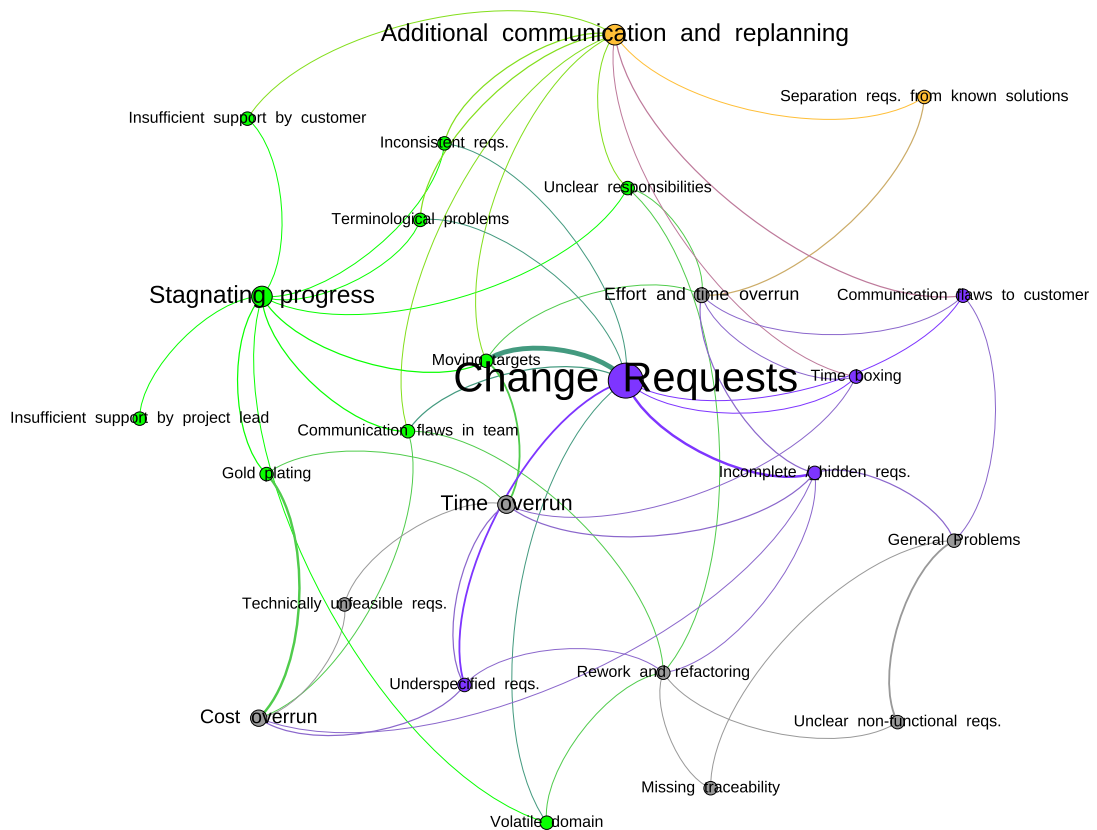 Additional communication and replanning
Separation reqs. from known solutions
Insufficient support by customer
Inconsistent reqs.
Unclear responsibilities
Terminological problems
Stagnating progress
Effort and time overrun
Communication flaws to customer
Moving targets
Change Requests
Time boxing
Insufficient support by project lead
Communication flaws in team
Gold plating
Incomplete / hidden reqs.
Time overrun
General Problems
Technically unfeasible reqs.
Rework and refactoring
Underspecified reqs.
Cost overrun
Unclear non-functional reqs.
Missing traceability
Volatile domain